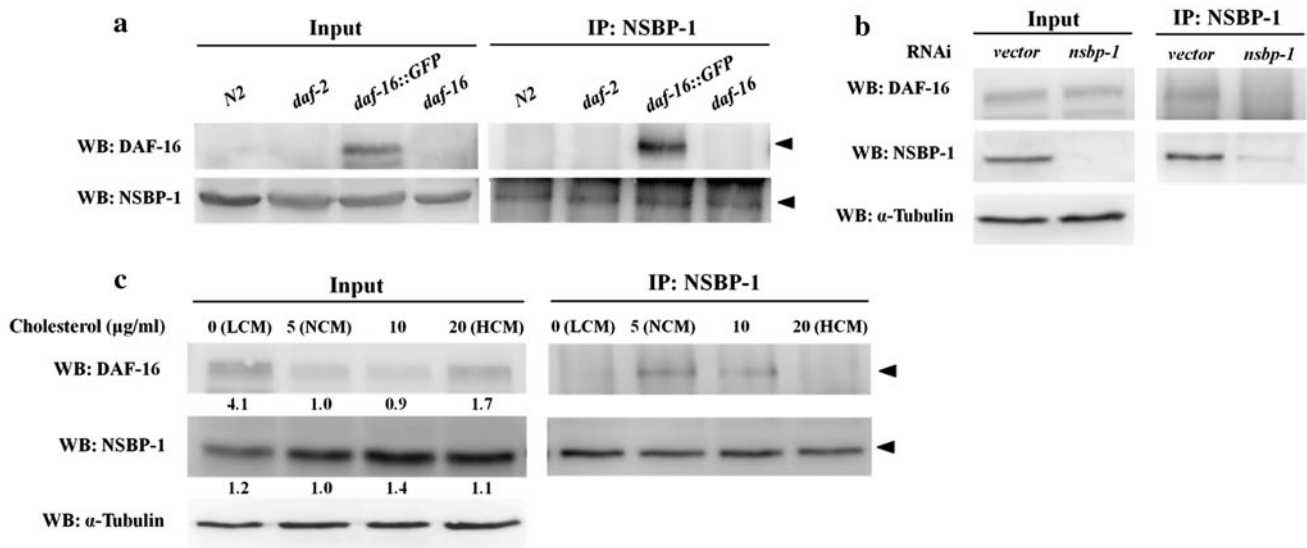 a
Input
IP: NSBP-1
N2
daf-2
daf-16::GFP
daf-16
N2
daf-2
daf-16::GFP
daf-16
WB: DAF-16
WB: NSBP-1
b
Input
IP: NSBP-1
RNAi
vector
nsbp-1
vector
nsbp-1
WB: DAF-16
WB: NSBP-1
WB: α-Tubulin
c
Input
IP: NSBP-1
Cholesterol (µg/ml)
0 (LCM)
5 (NCM)
10
20 (HCM)
0 (LCM)
5 (NCM)
10
20 (HCM)
WB: DAF-16
4.1
1.0
0.9
1.7
WB: NSBP-1
1.2
1.0
1.4
1.1
WB: α-Tubulin